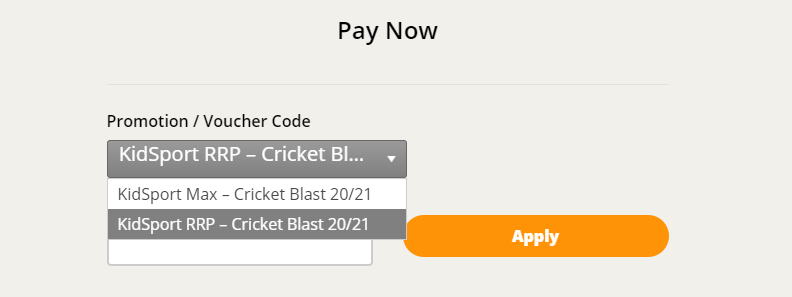 Pay Now
Promotion / Voucher Code
KidSport RRP – Cricket Bl...
KidSport Max – Cricket Blast 20/21
KidSport RRP – Cricket Blast 20/21
Apply